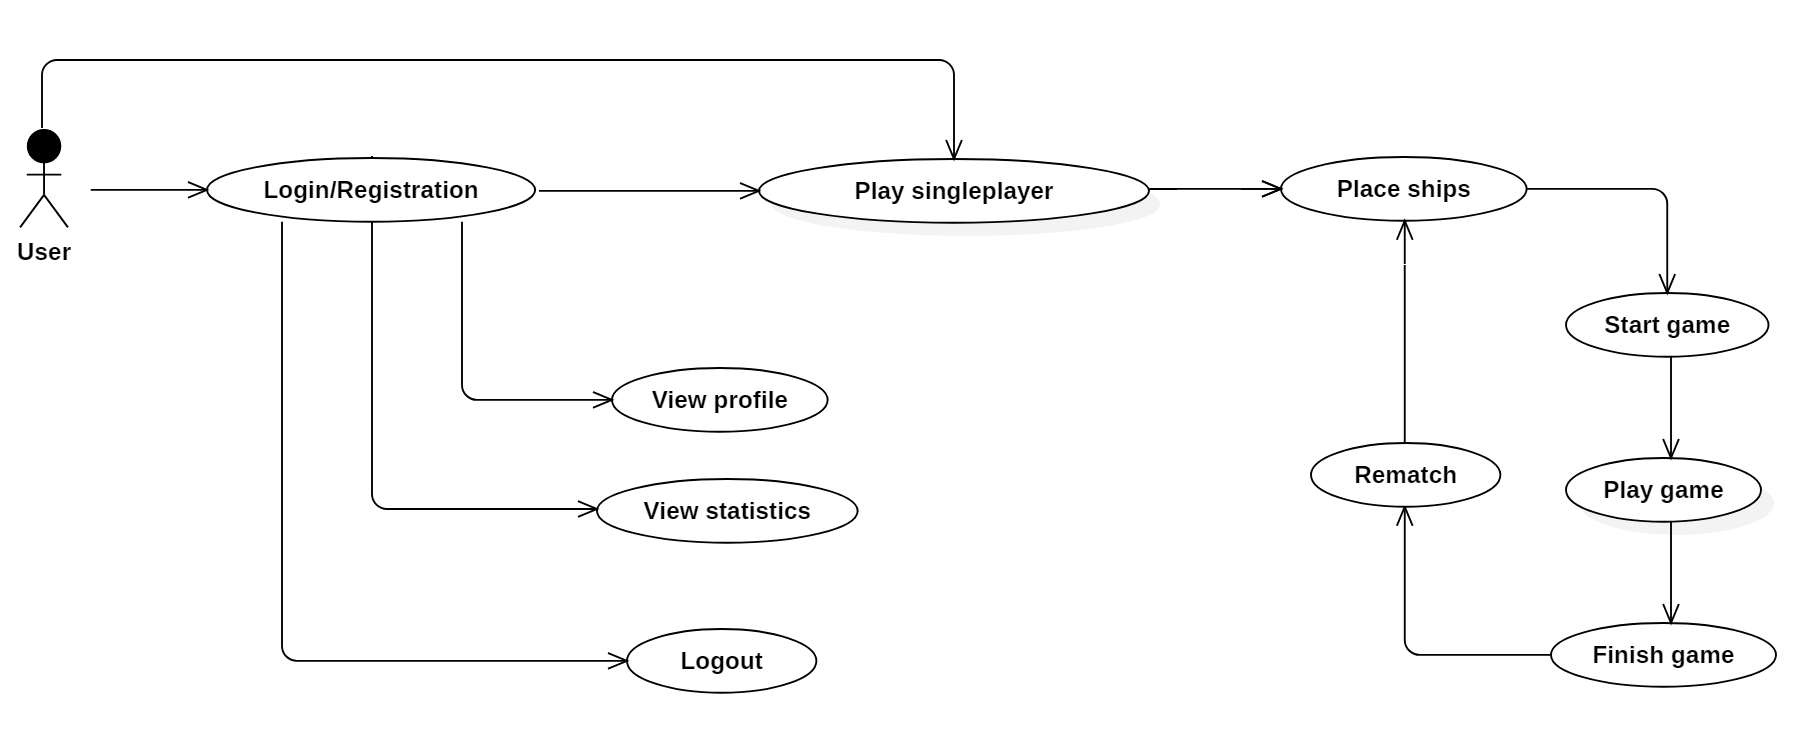 Login/Registration
Play singleplayer
Place ships
User
Start game
View profile
Rematch
Play game
View statistics
Finish game
Logout